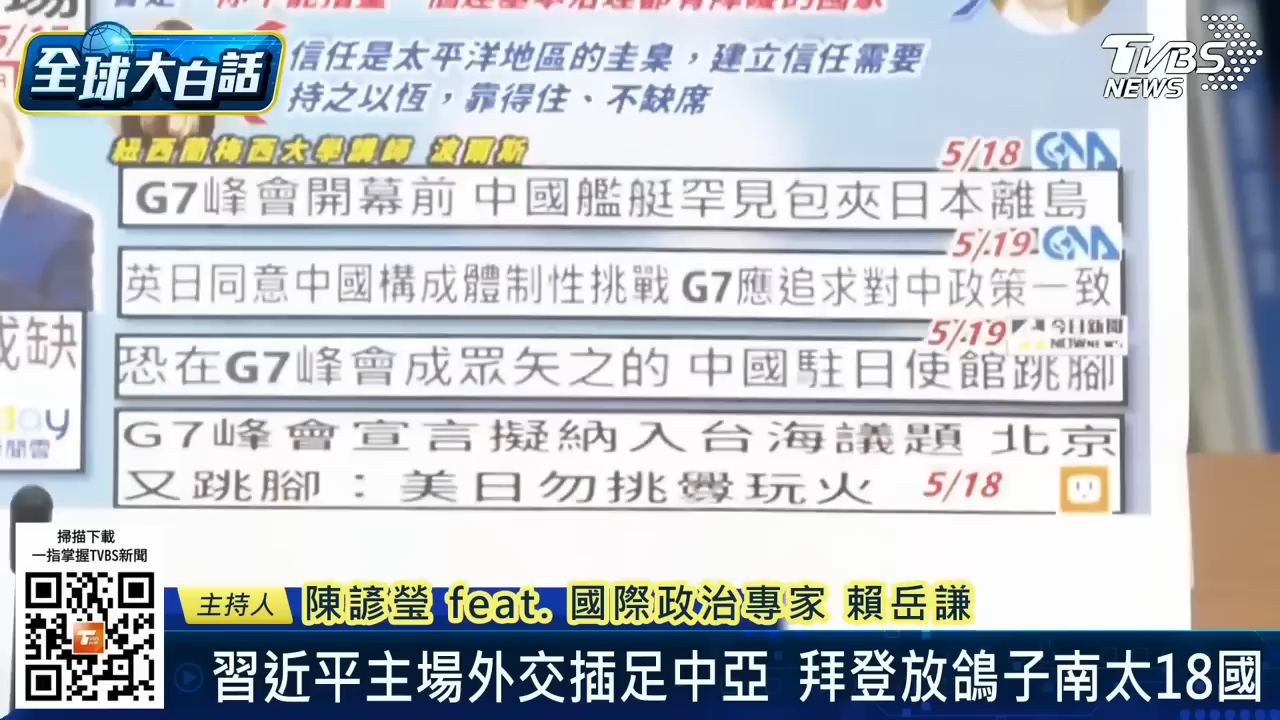 全球大白話
TVBS
NEWS
信任是太平洋地區的圭臬，建立信任需要
持之以恆，靠得住、不缺席
紐西蘭梅西大學講師 波爾斯
5/18 CNA
G7峰會開幕前 中國艦艇罕見包夾日本離島
5/19 CNA
英日同意中國構成體制性挑戰 G7應追求對中政策一致
5/19 今日新聞
NOWNEWS
恐在G7峰會成眾矢之的 中國駐日使館跳腳
G7峰會宣言擬納入台海議題 北京
又跳腳：美日勿挑釁玩火 5/18
掃描下載
一指掌握TVBS新聞
主持人 陳諺瑩 feat. 國際政治專家 賴岳謙
習近平主場外交插足中亞 拜登放鴿子南太18國